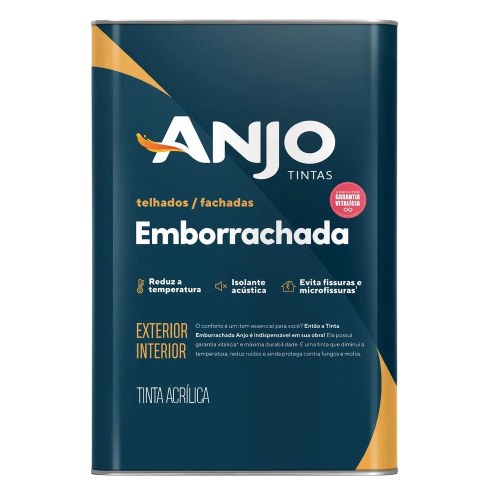 ANJO
TINTAS
GARANTIA
VITALÍCIA
telhados / fachadas
Emborrachada
Reduz a
temperatura
Isolante
acústica
Evita fissuras e
microfissuras*
EXTERIOR
INTERIOR
O conforto é um item essencial para você? Então a Tinta
Emborrachada Anjo é indispensável em sua obra! Ela possui
garantia vitalícia* e máxima durabilidade. É uma tinta que diminui a
temperatura, reduz ruídos e ainda protege contra fungos e mofos.
TINTA ACRÍLICA